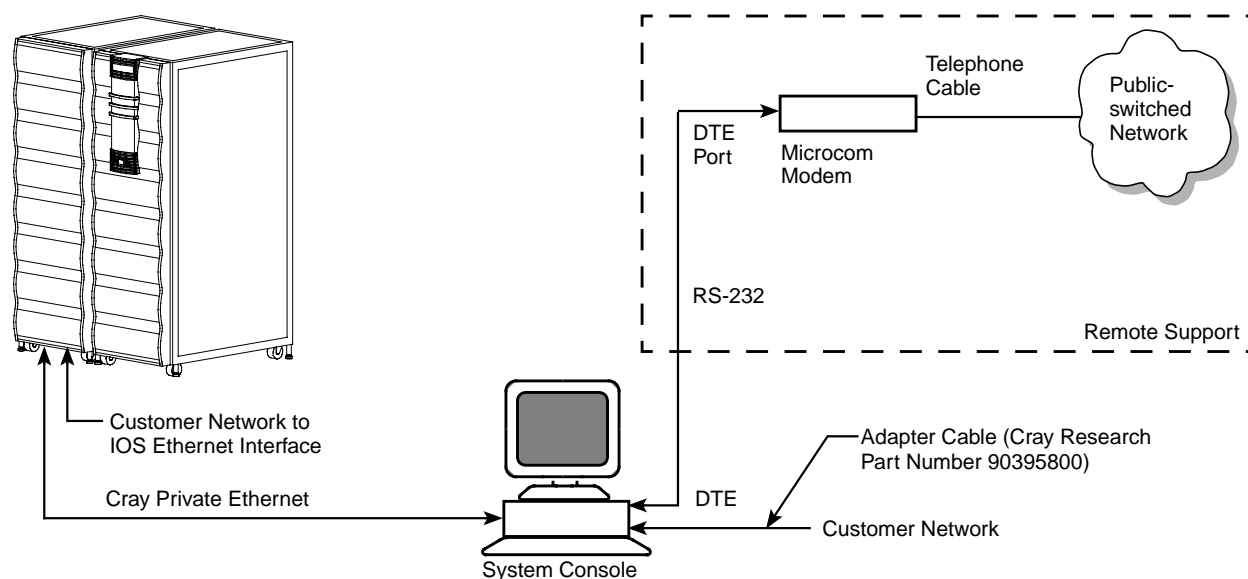 Telephone
Cable
Public-
switched
Network
DTE
Port
Microcom
Modem
RS-232
Remote Support
Customer Network to
IOS Ethernet Interface
Adapter Cable (Cray Research
Part Number 90395800)
Cray Private Ethernet
DTE
Customer Network
System Console